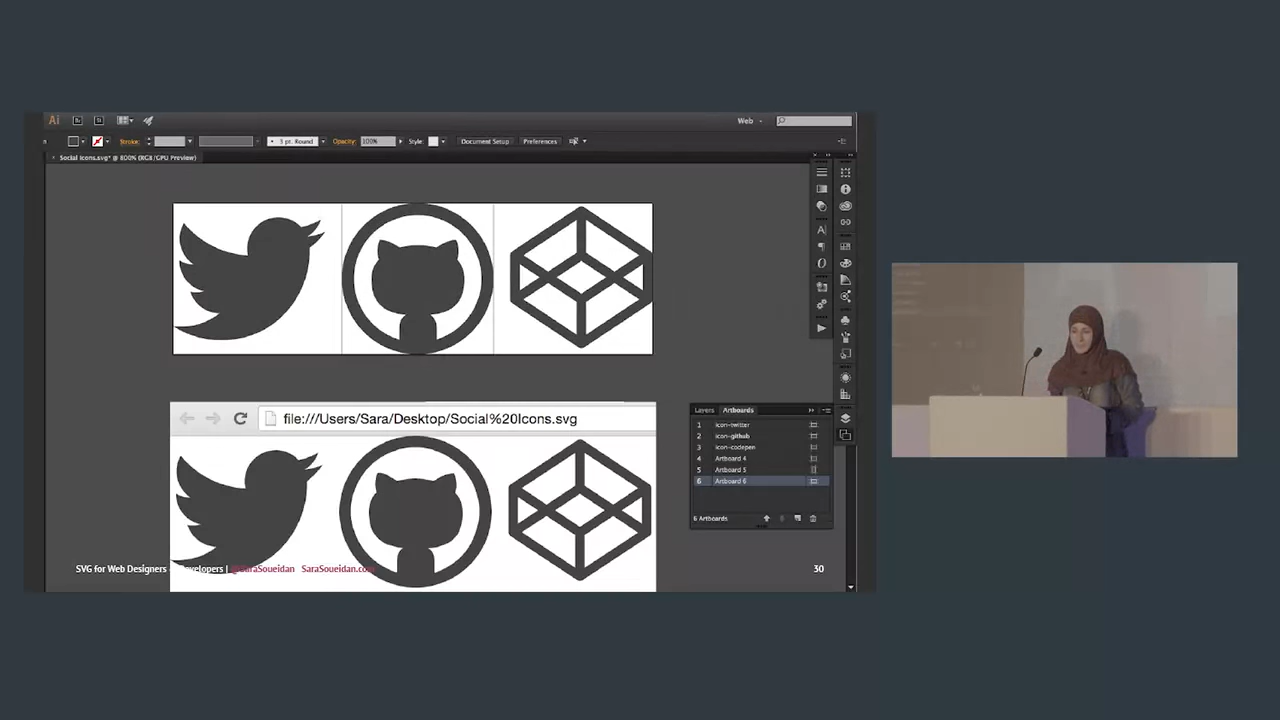 Ai Br St Web
Stroke: 3 pt. Round Opacity: 100% Style: Document Setup Preferences
× Social Icons.svg* @ 800% (RGB/GPU Preview)
file:///Users/Sara/Desktop/Social%20Icons.svg
Layers Artboards
1 icon-twitter
2 icon-github
3 icon-codepen
4 Artboard 4
5 Artboard 5
6 Artboard 6
6 Artboards
SVG for Web Designers | @SaraSoueidan SaraSoueidan.com 30